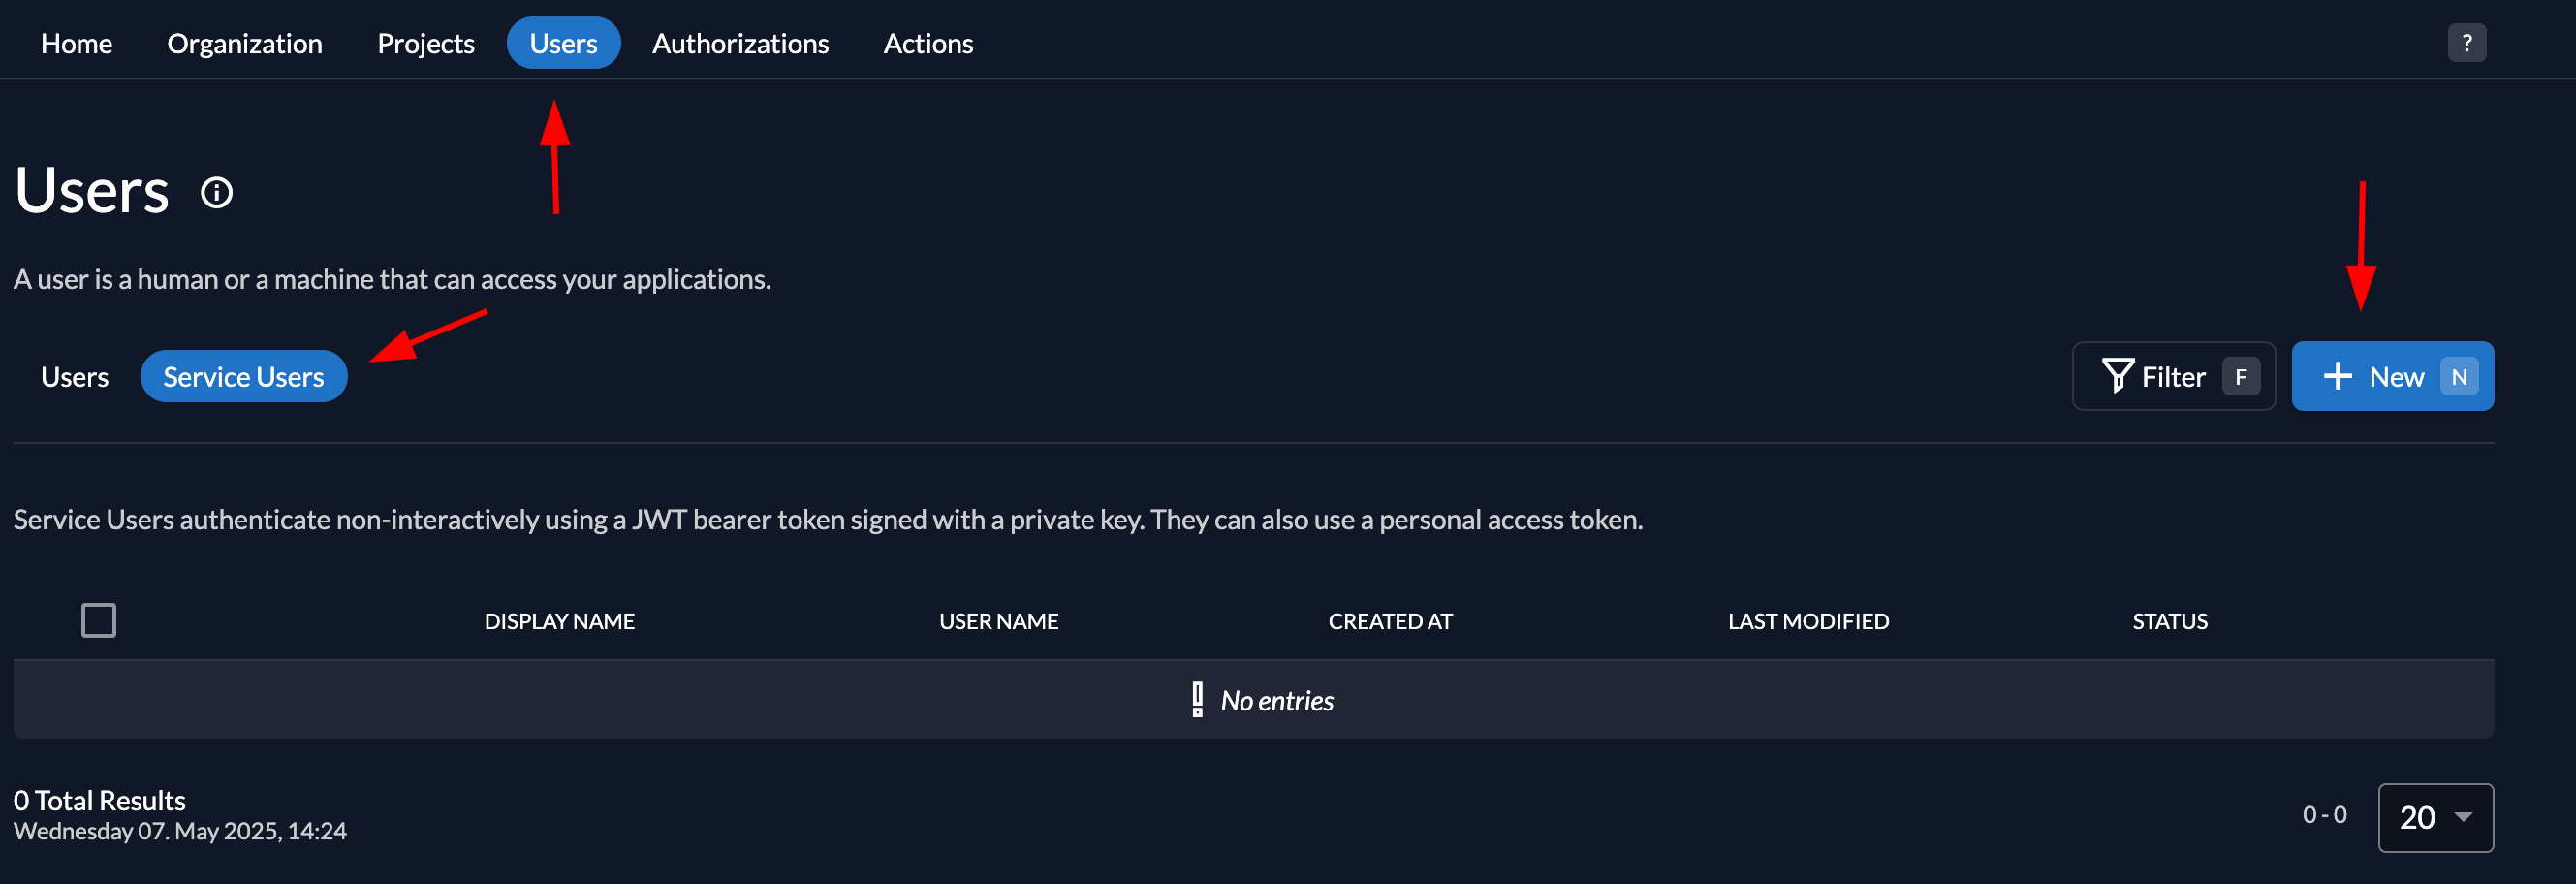 Home Organization Projects Users Authorizations Actions ?
Users
A user is a human or a machine that can access your applications.
Users Service Users Filter F New N
Service Users authenticate non-interactively using a JWT bearer token signed with a private key. They can also use a personal access token.
DISPLAY NAME USER NAME CREATED AT LAST MODIFIED STATUS
No entries
0 Total Results
Wednesday 07. May 2025, 14:24
0 - 0 20